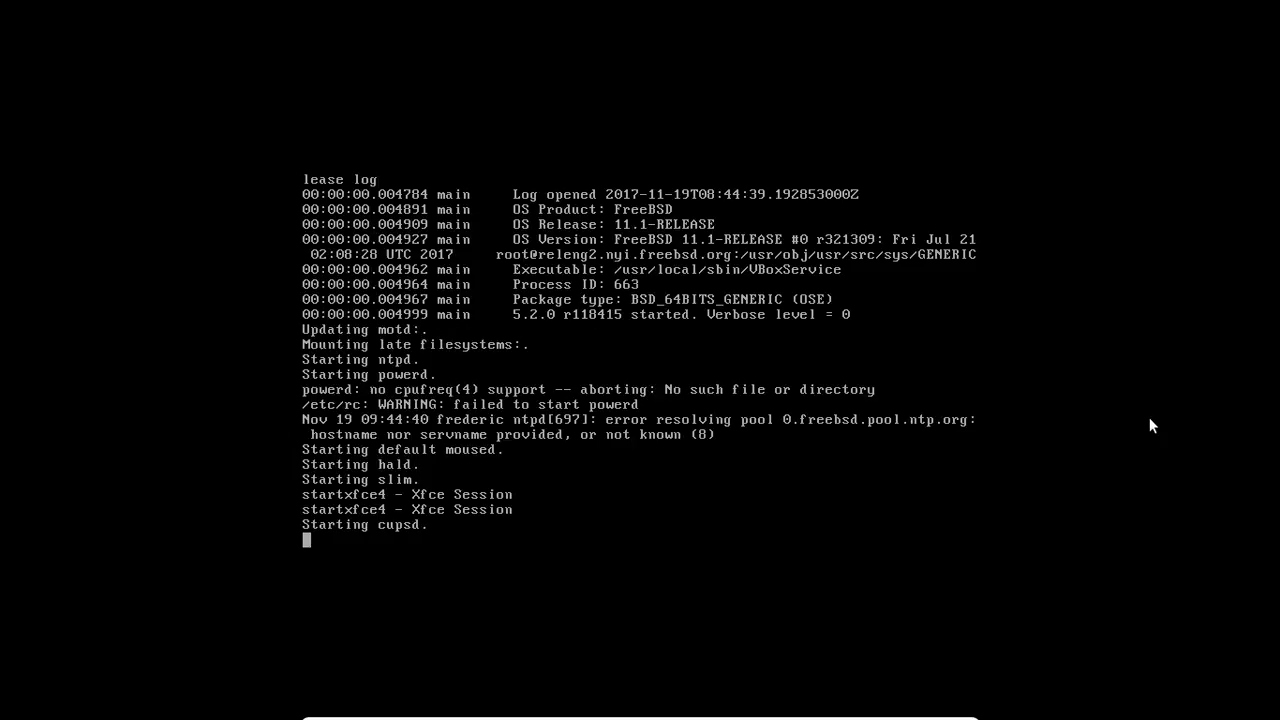 lease log
00:00:00.004784 main     Log opened 2017-11-19T08:44:39.192853000Z
00:00:00.004891 main     OS Product: FreeBSD
00:00:00.004909 main     OS Release: 11.1-RELEASE
00:00:00.004927 main     OS Version: FreeBSD 11.1-RELEASE #0 r321309: Fri Jul 21
 02:08:28 UTC 2017     root@releng2.nyi.freebsd.org:/usr/obj/usr/src/sys/GENERIC
00:00:00.004962 main     Executable: /usr/local/sbin/VBoxService
00:00:00.004964 main     Process ID: 663
00:00:00.004967 main     Package type: BSD_64BITS_GENERIC (OSE)
00:00:00.004999 main     5.2.0 r118415 started. Verbose level = 0
Updating motd:.
Mounting late filesystems:.
Starting ntpd.
Starting powerd.
powerd: no cpufreq(4) support -- aborting: No such file or directory
/etc/rc: WARNING: failed to start powerd
Nov 19 09:44:40 frederic ntpd[697]: error resolving pool 0.freebsd.pool.ntp.org:
 hostname nor servname provided, or not known (8)
Starting default moused.
Starting hald.
Starting slim.
startxfce4 - Xfce Session
startxfce4 - Xfce Session
Starting cupsd.